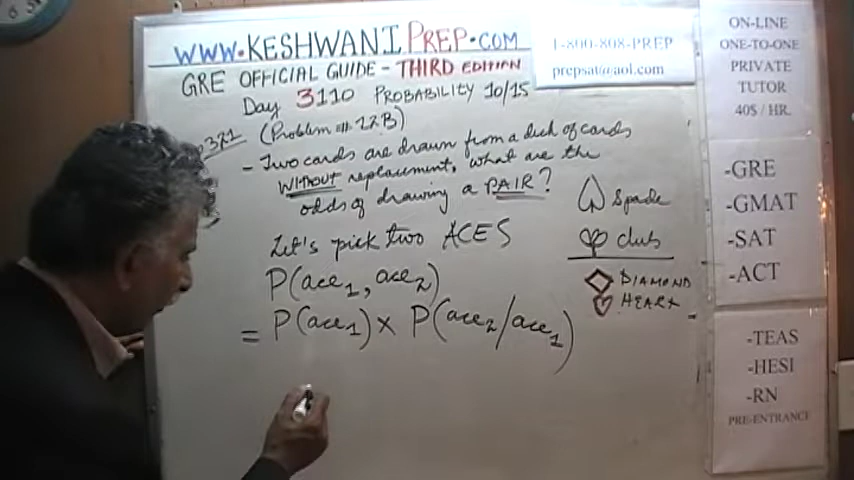 WWW.KESHWANIPREP.COM
GRE OFFICIAL GUIDE - THIRD EDITION
Day 3110 PROBABILITY 10/15
p321 (Problem # 12B)
- Two cards are drawn from a deck of cards
WITHOUT replacement, what are the
odds of drawing a PAIR?
Let's pick two ACES
P(ace1, ace2)
= P(ace1) × P(ace2/ace1)
Spade
club
DIAMOND
HEART
1-800-808-PREP
prepsat@aol.com
ON-LINE
ONE-TO-ONE
PRIVATE
TUTOR
40$ / HR.
-GRE
-GMAT
-SAT
-ACT
-TEAS
-HESI
-RN
PRE-ENTRANCE